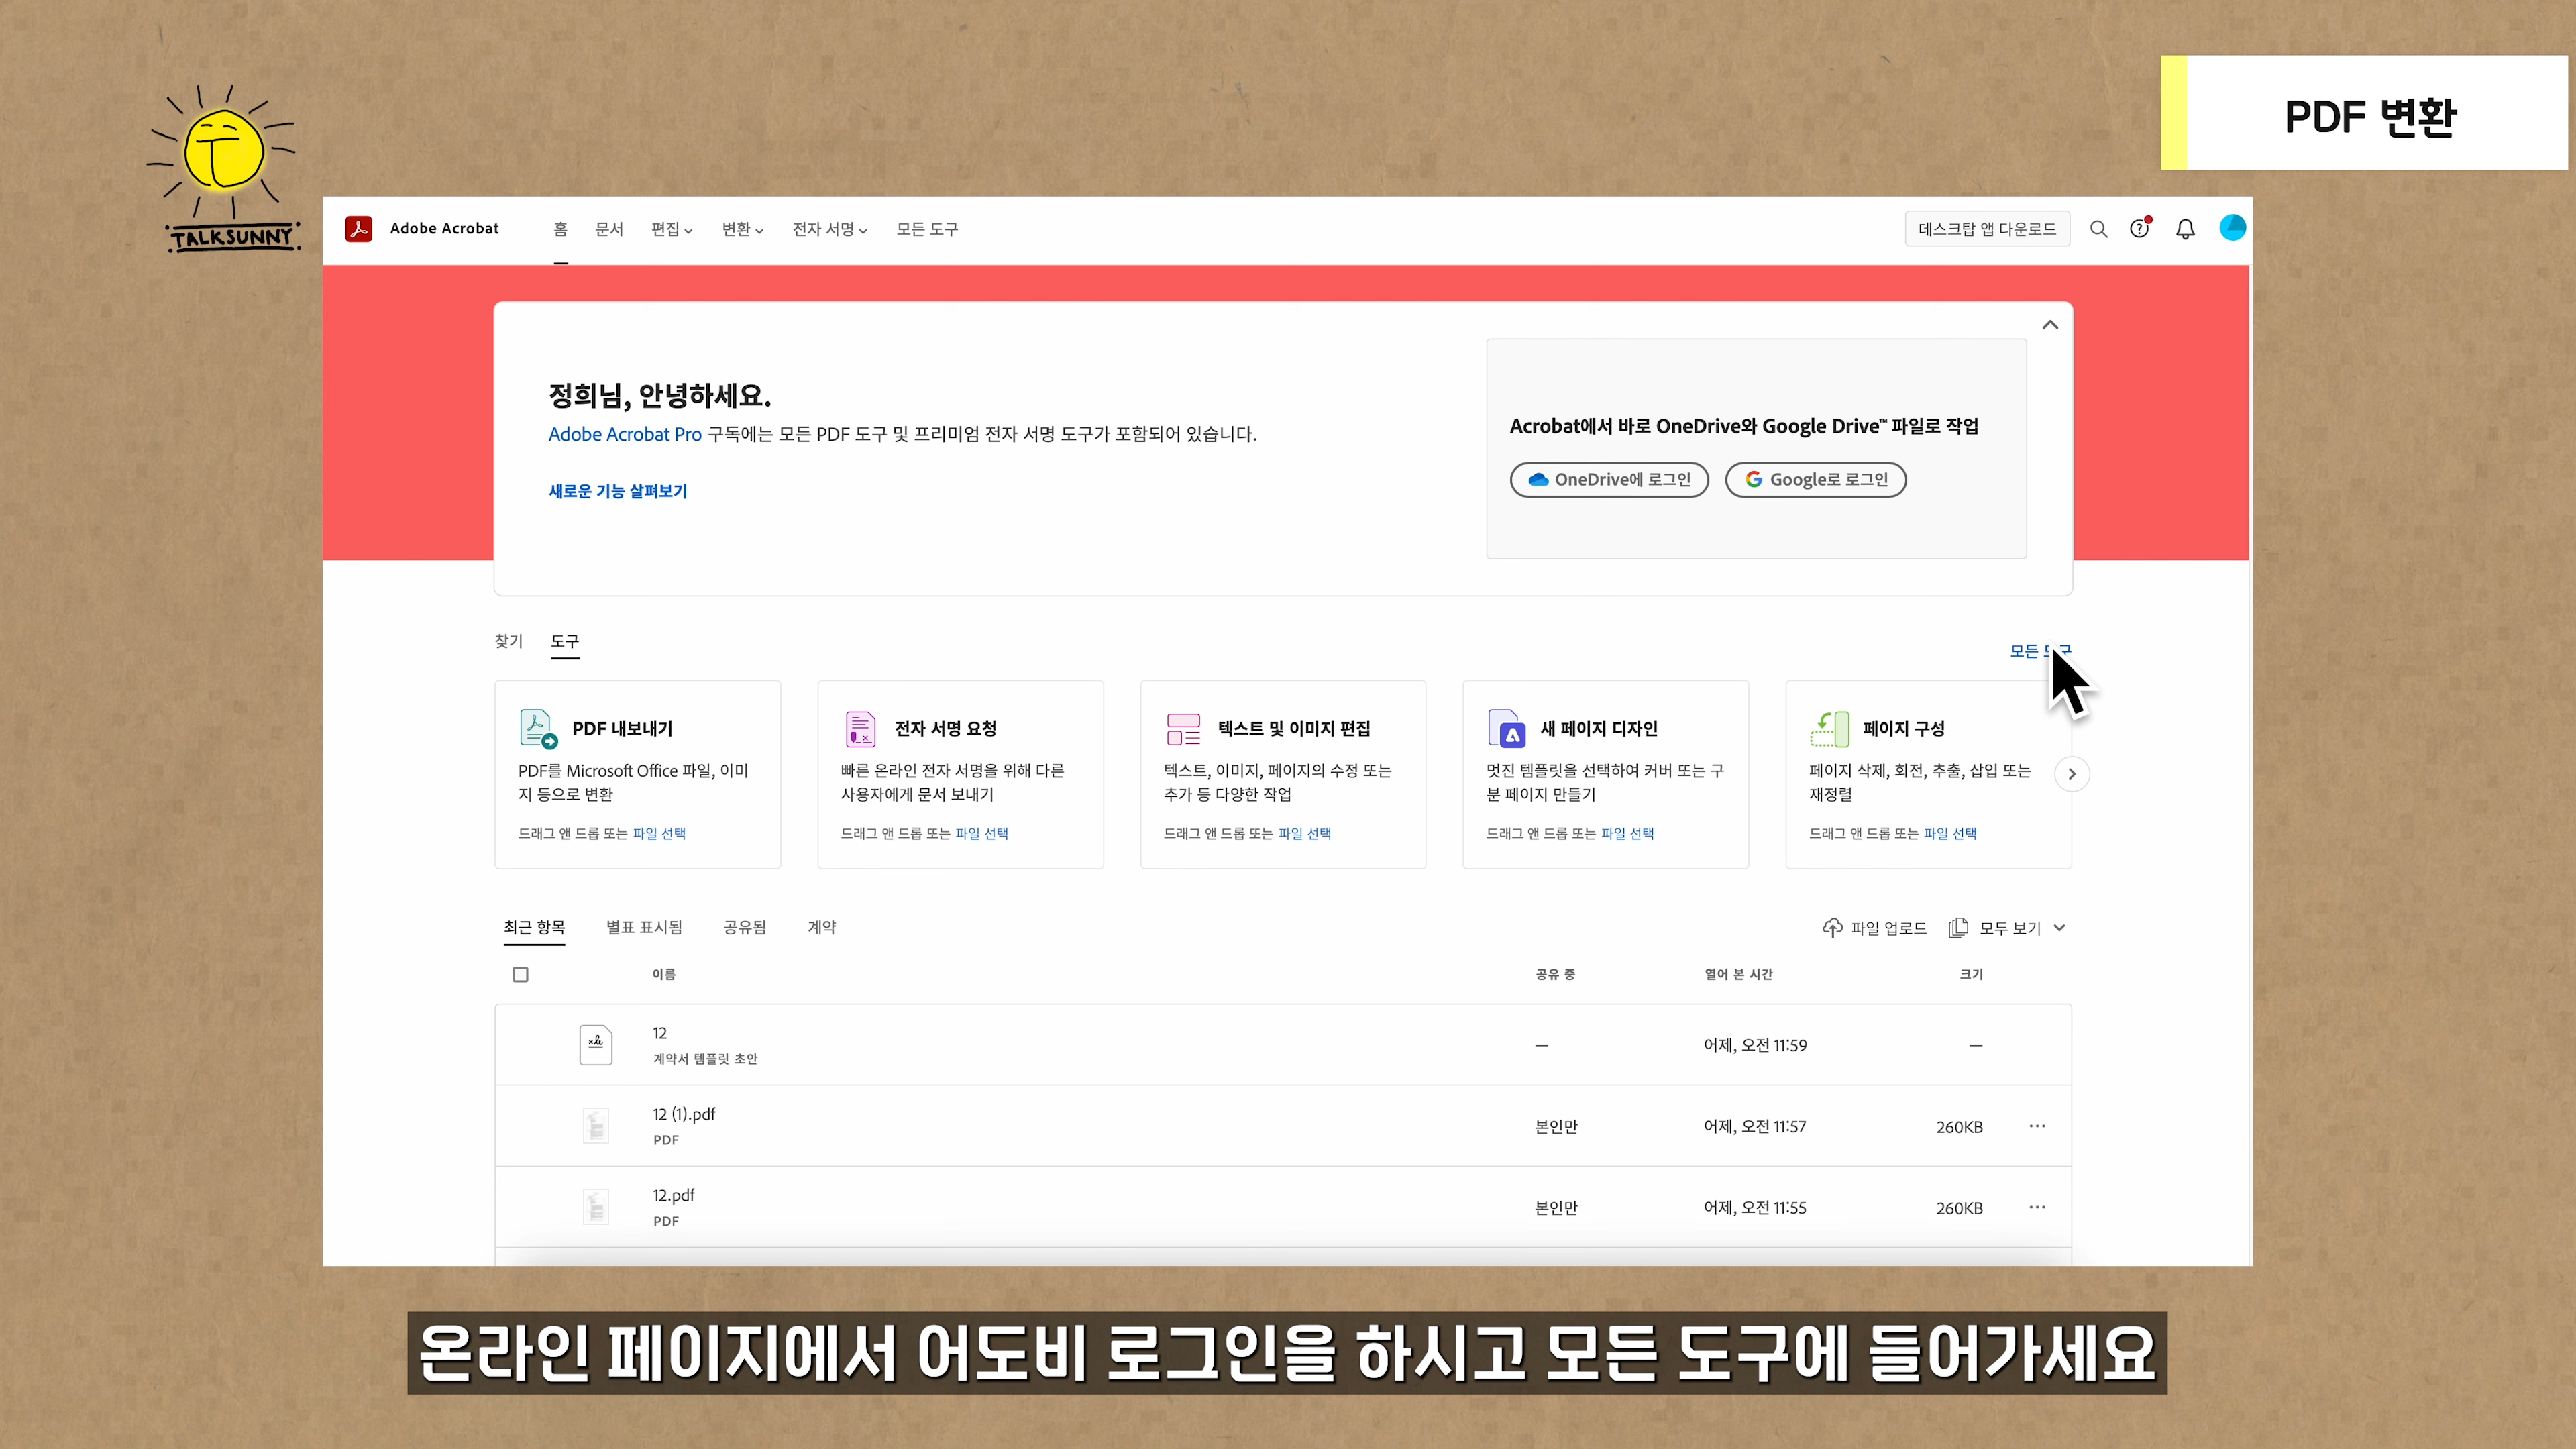 PDF 변환
T
TALKSUNNY
Adobe Acrobat 홈 문서 편집 변환 전자 서명 모든 도구 데스크탑 앱 다운로드
정희님, 안녕하세요.
Adobe Acrobat Pro 구독에는 모든 PDF 도구 및 프리미엄 전자 서명 도구가 포함되어 있습니다.
새로운 기능 살펴보기
Acrobat에서 바로 OneDrive와 Google Drive™ 파일로 작업
OneDrive에 로그인 Google로 로그인
찾기 도구 모든 도구
PDF 내보내기
PDF를 Microsoft Office 파일, 이미
지 등으로 변환
드래그 앤 드롭 또는 파일 선택
전자 서명 요청
빠른 온라인 전자 서명을 위해 다른
사용자에게 문서 보내기
드래그 앤 드롭 또는 파일 선택
텍스트 및 이미지 편집
텍스트, 이미지, 페이지의 수정 또는
추가 등 다양한 작업
드래그 앤 드롭 또는 파일 선택
새 페이지 디자인
멋진 템플릿을 선택하여 커버 또는 구
분 페이지 만들기
드래그 앤 드롭 또는 파일 선택
페이지 구성
페이지 삭제, 회전, 추출, 삽입 또는
재정렬
드래그 앤 드롭 또는 파일 선택
최근 항목 별표 표시됨 공유됨 계약 파일 업로드 모두 보기
이름 공유 중 열어 본 시간 크기
12
계약서 템플릿 초안
— 어제, 오전 11:59 —
12 (1).pdf
PDF
본인만 어제, 오전 11:57 260KB
12.pdf
PDF
본인만 어제, 오전 11:55 260KB
온라인 페이지에서 어도비 로그인을 하시고 모든 도구에 들어가세요